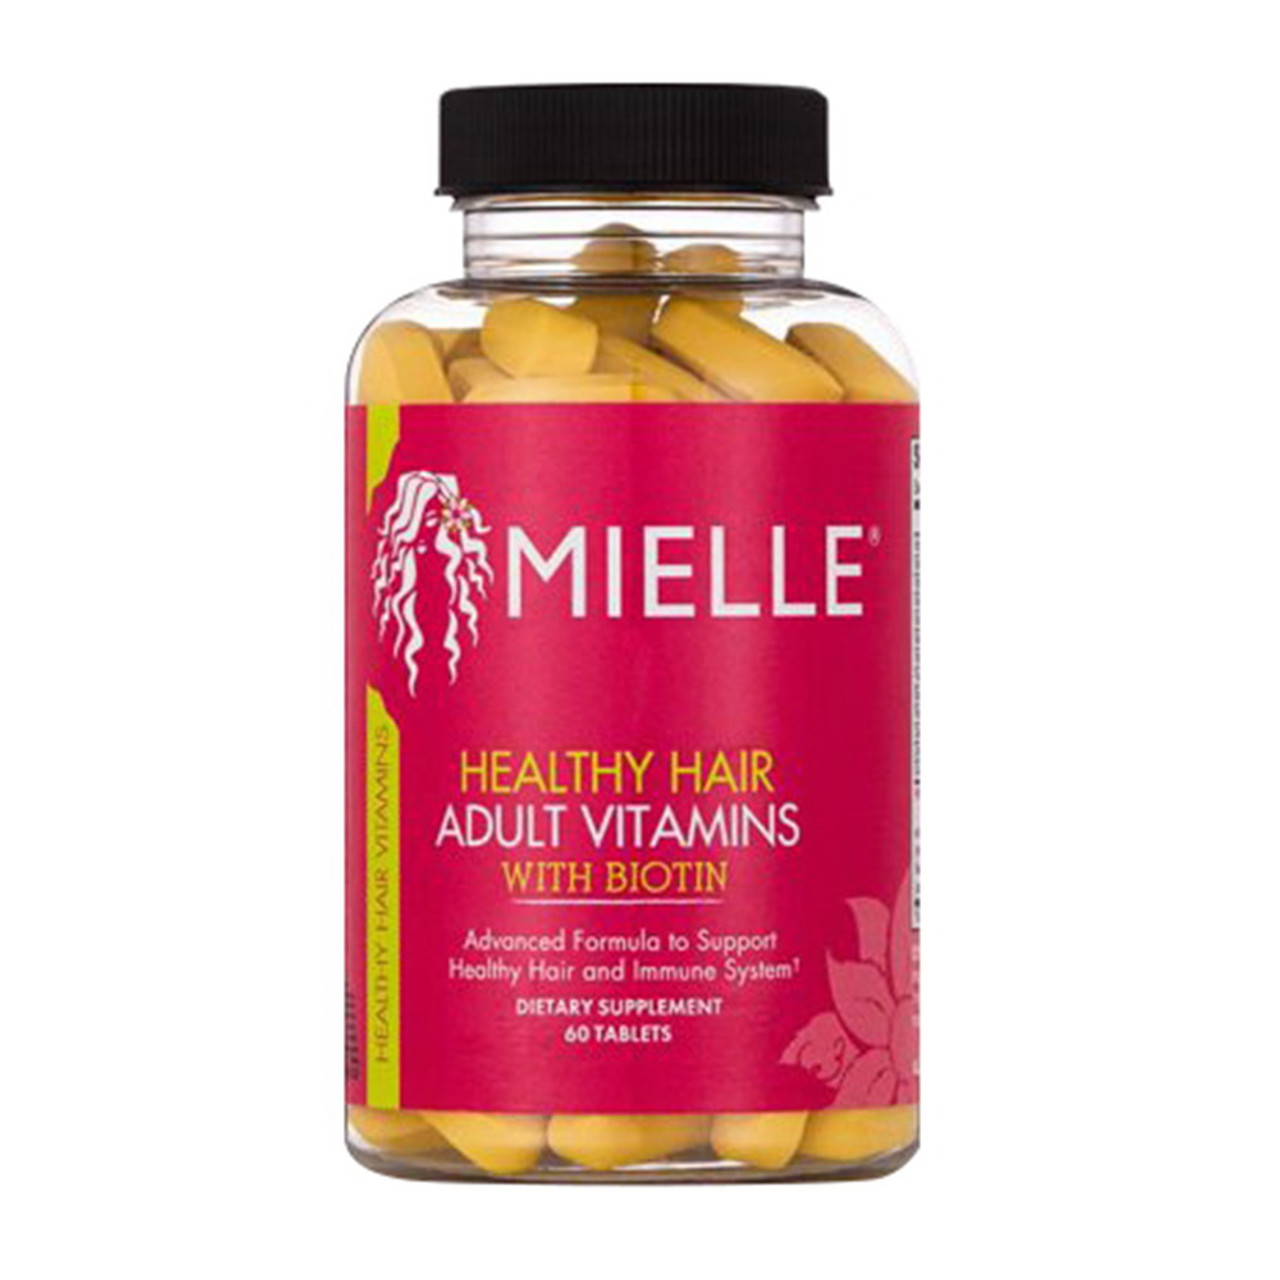 MIELLE®
HEALTHY HAIR
ADULT VITAMINS
WITH BIOTIN
Advanced Formula to Support
Healthy Hair and Immune System†
DIETARY SUPPLEMENT
60 TABLETS
HEALTHY HAIR VITAMINS